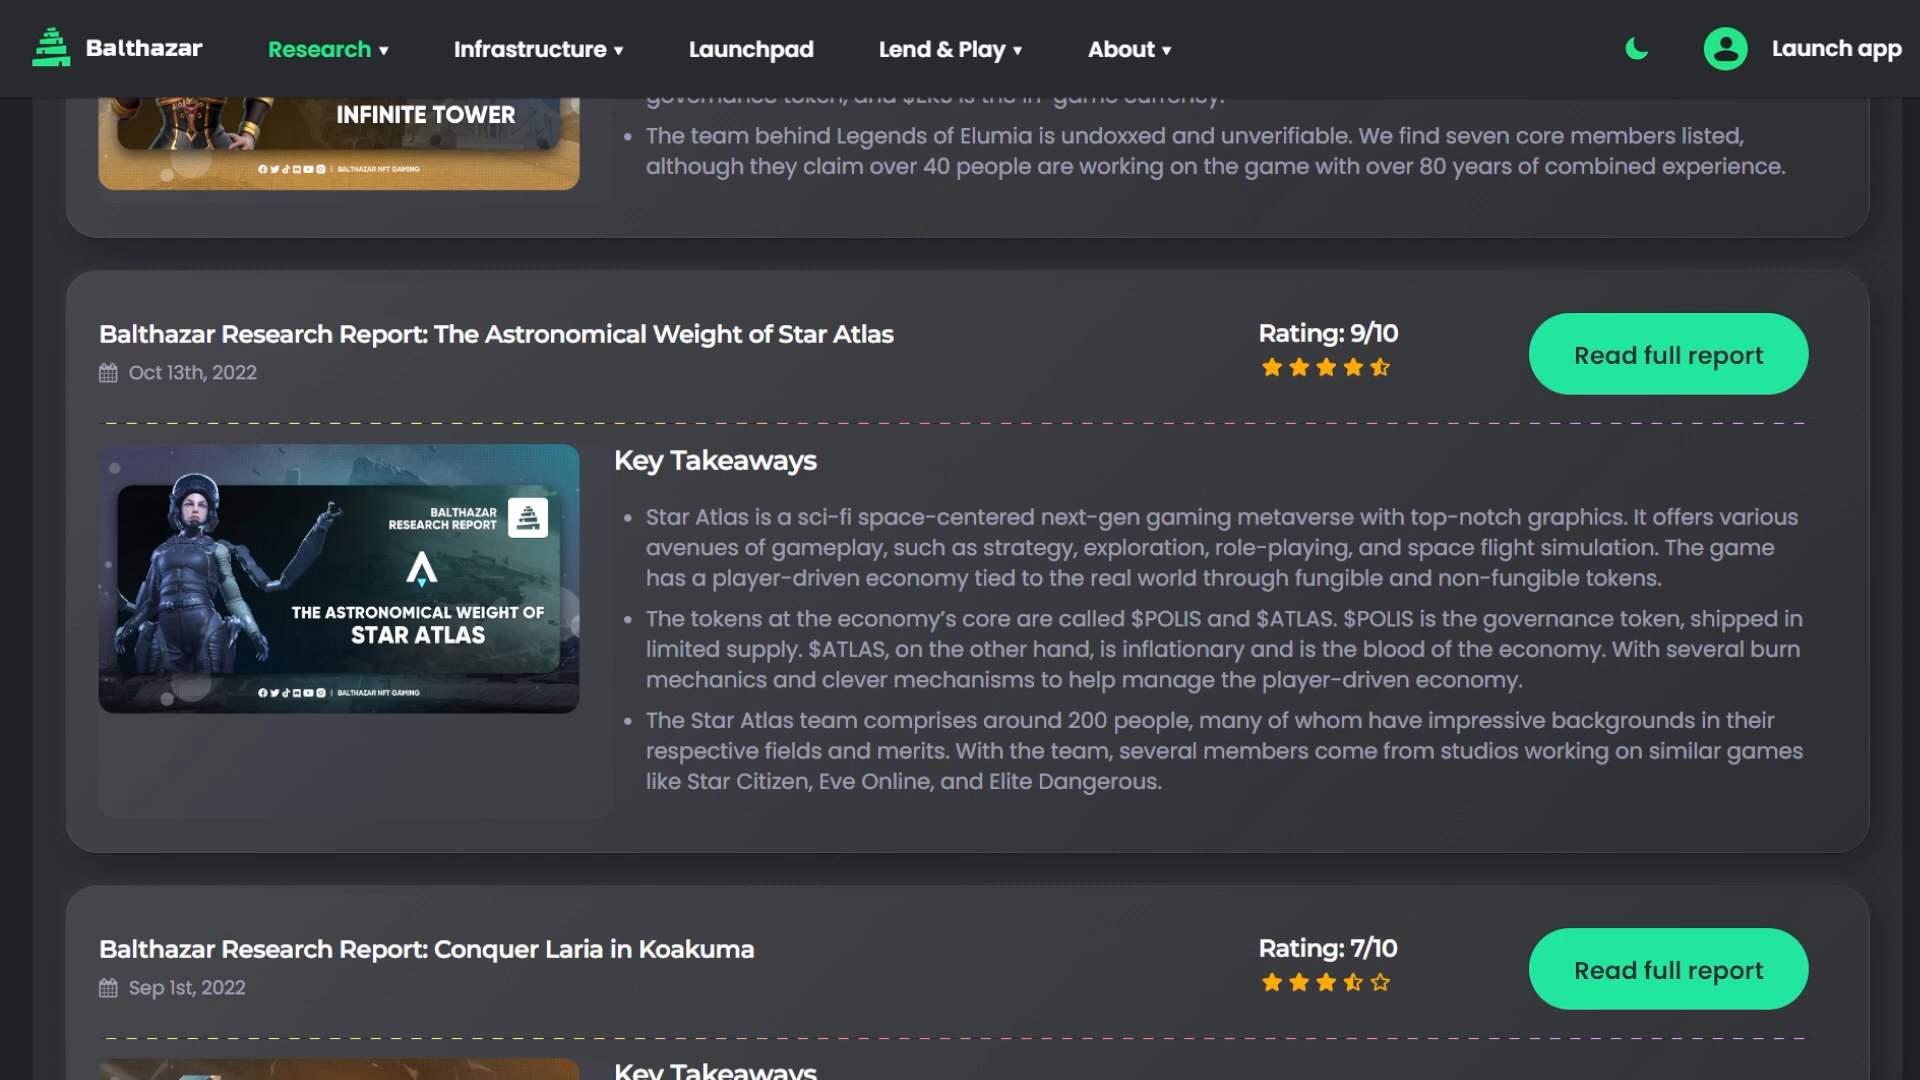 Balthazar
Research ▾
Infrastructure ▾
Launchpad
Lend & Play ▾
About ▾
Launch app
INFINITE TOWER
BALTHAZAR NFT GAMING
governance token, and $ERS is the in-game currency.
The team behind Legends of Elumia is undoxxed and unverifiable. We find seven core members listed,
although they claim over 40 people are working on the game with over 80 years of combined experience.
Balthazar Research Report: The Astronomical Weight of Star Atlas
Oct 13th, 2022
Rating: 9/10
Read full report
BALTHAZAR
RESEARCH REPORT
THE ASTRONOMICAL WEIGHT OF
STAR ATLAS
BALTHAZAR NFT GAMING
Key Takeaways
Star Atlas is a sci-fi space-centered next-gen gaming metaverse with top-notch graphics. It offers various
avenues of gameplay, such as strategy, exploration, role-playing, and space flight simulation. The game
has a player-driven economy tied to the real world through fungible and non-fungible tokens.
The tokens at the economy’s core are called $POLIS and $ATLAS. $POLIS is the governance token, shipped in
limited supply. $ATLAS, on the other hand, is inflationary and is the blood of the economy. With several burn
mechanics and clever mechanisms to help manage the player-driven economy.
The Star Atlas team comprises around 200 people, many of whom have impressive backgrounds in their
respective fields and merits. With the team, several members come from studios working on similar games
like Star Citizen, Eve Online, and Elite Dangerous.
Balthazar Research Report: Conquer Laria in Koakuma
Sep 1st, 2022
Rating: 7/10
Read full report
Key Takeaways